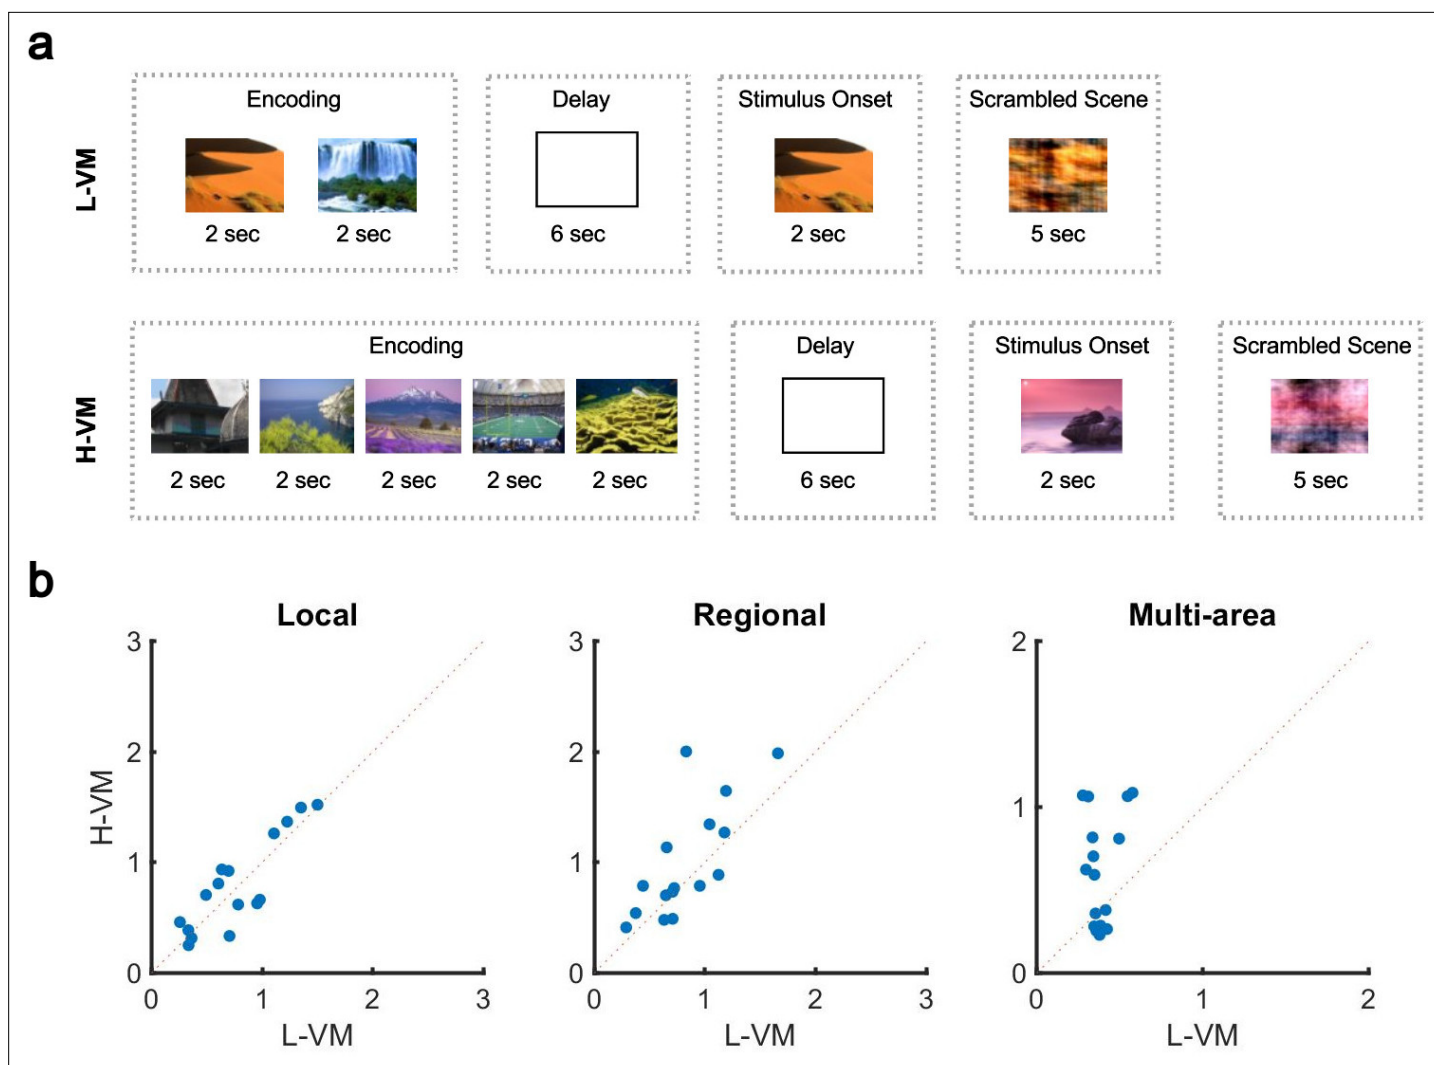 a
L-VM
Encoding
Delay
Stimulus Onset
Scrambled Scene
2 sec
2 sec
6 sec
2 sec
5 sec
H-VM
Encoding
Delay
Stimulus Onset
Scrambled Scene
2 sec
2 sec
2 sec
2 sec
2 sec
6 sec
2 sec
5 sec
b
Local
H-VM
3
2
1
0
0
1
2
3
L-VM
Regional
3
2
1
0
0
1
2
3
L-VM
Multi-area
2
1
0
0
1
2
L-VM